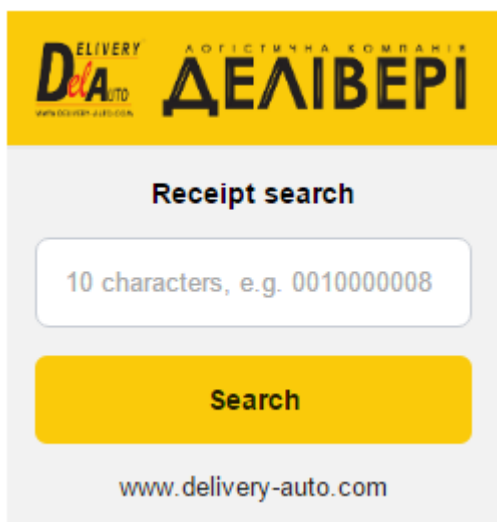 DELIVERY
DelAuto
WWW.DELIVERY-AUTO.COM
ЛОГІСТИЧНА КОМПАНІЯ
ДЕЛІВЕРІ
Receipt search
10 characters, e.g. 0010000008
Search
www.delivery-auto.com